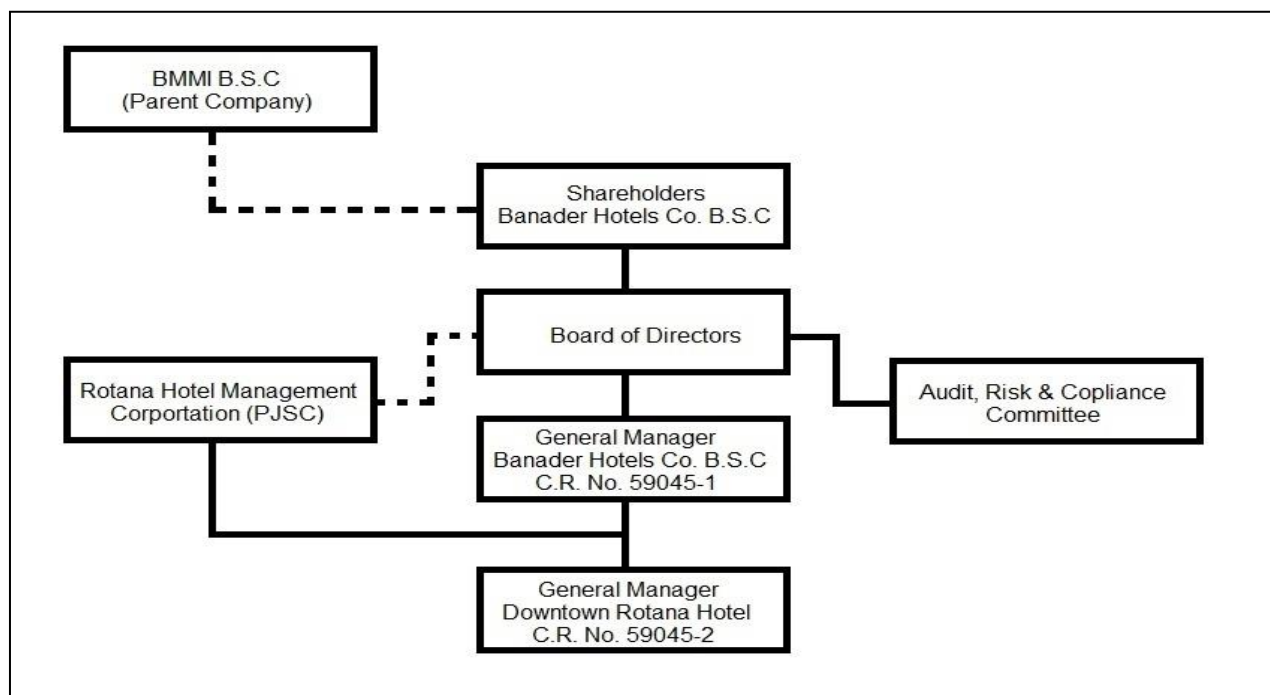 BMMI B.S.C
(Parent Company)
Shareholders
Banader Hotels Co. B.S.C
Board of Directors
Rotana Hotel Management
Corportation (PJSC)
Audit, Risk & Copliance
Committee
General Manager
Banader Hotels Co. B.S.C
C.R. No. 59045-1
General Manager
Downtown Rotana Hotel
C.R. No. 59045-2